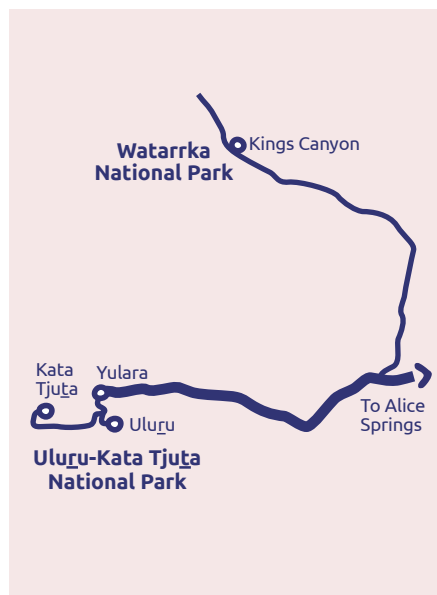 Kings Canyon
Watarrka
National Park
Kata
Tjuṯa
Yulara
Uluṟu
To Alice
Springs
Uluṟu-Kata Tjuṯa
National Park